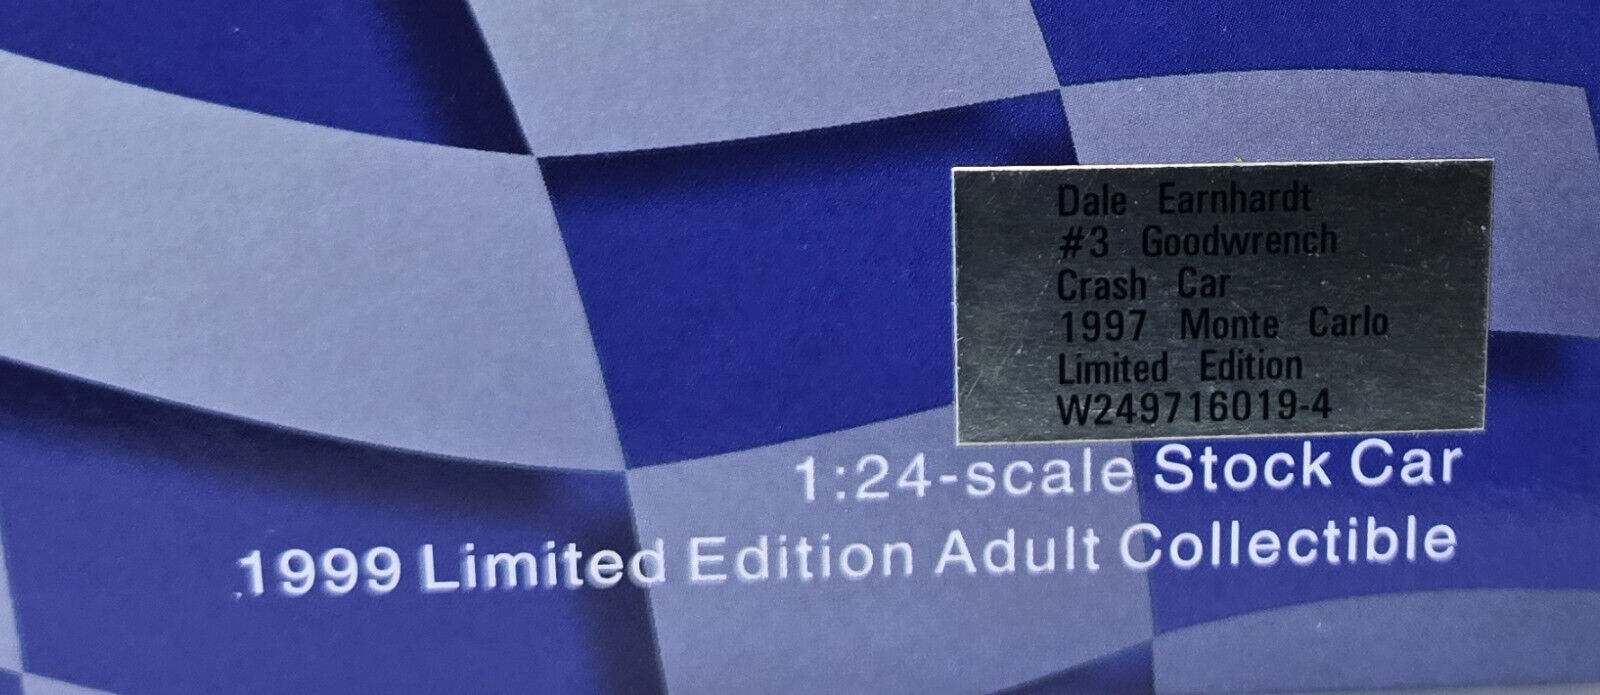 Dale Earnhardt
#3 Goodwrench
Crash Car
1997 Monte Carlo
Limited Edition
W249716019-4
1:24-scale Stock Car
1999 Limited Edition Adult Collectible